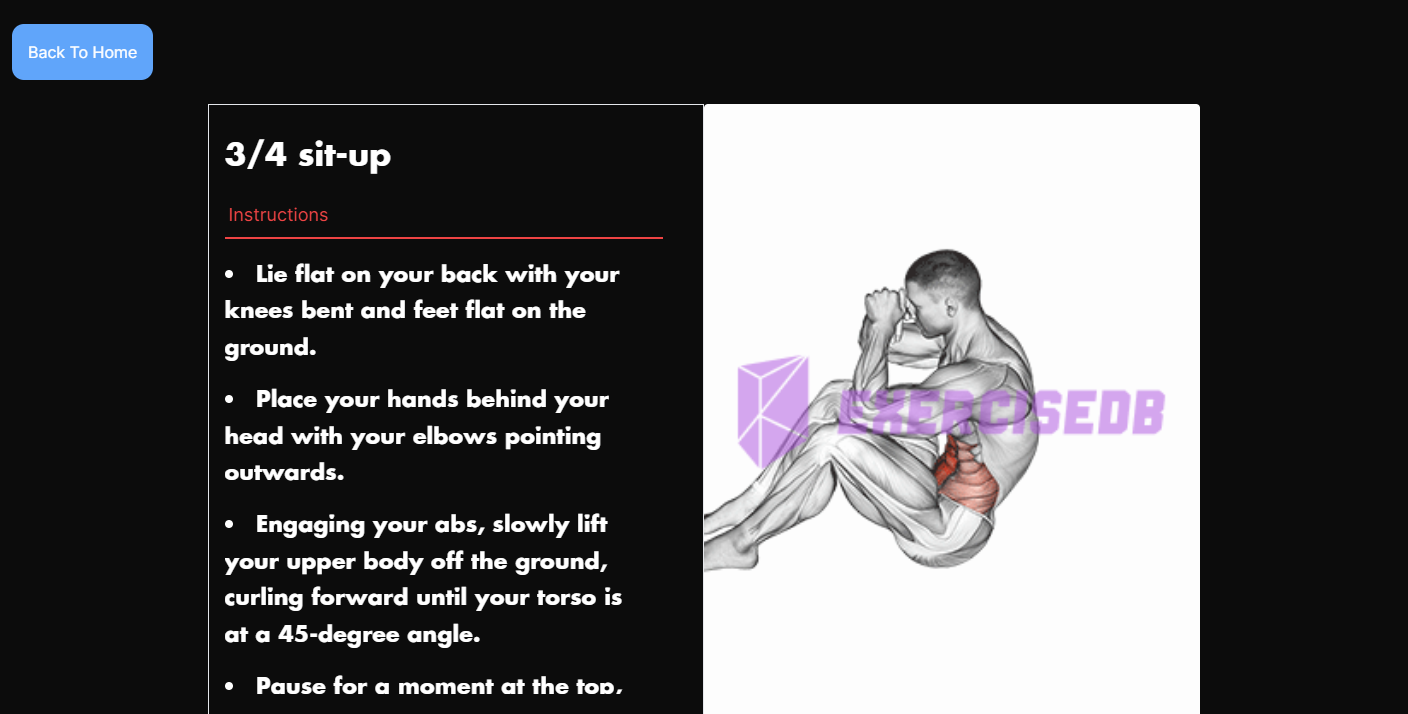 Back To Home
3/4 sit-up
Instructions
• Lie flat on your back with your
knees bent and feet flat on the
ground.
• Place your hands behind your
head with your elbows pointing
outwards.
• Engaging your abs, slowly lift
your upper body off the ground,
curling forward until your torso is
at a 45-degree angle.
• Pause for a moment at the top,
EXERCISEDB